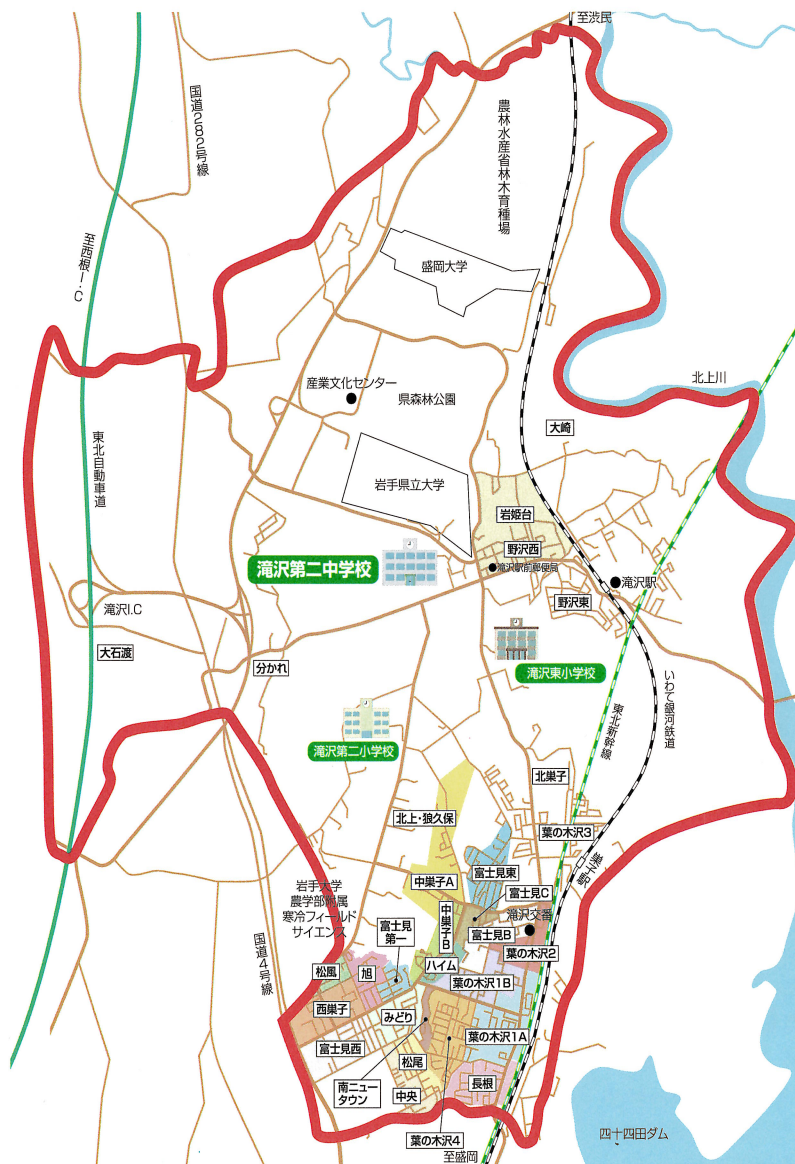 至渋民
国道282号線
農林水産省林木育種場
至西根I.C
盛岡大学
産業文化センター
県森林公園
北上川
大崎
東北自動車道
岩手県立大学
岩姫台
野沢西
滝沢第二中学校
滝沢駅前郵便局
滝沢駅
野沢東
滝沢I.C
大石渡
分かれ
滝沢東小学校
いわて銀河鉄道
東北新幹線
滝沢第二小学校
北巣子
北上・狼久保
葉の木沢3
巣子駅
富士見東
中巣子A
岩手大学
農学部附属
寒冷フィールド
サイエンス
富士見C
中巣子B
滝沢交番
富士見
第一
富士見B
国道4号線
葉の木沢2
ハイム
松風
旭
葉の木沢1B
西巣子
みどり
葉の木沢1A
富士見西
松尾
長根
南ニュー
タウン
中央
葉の木沢4
四十四田ダム
至盛岡